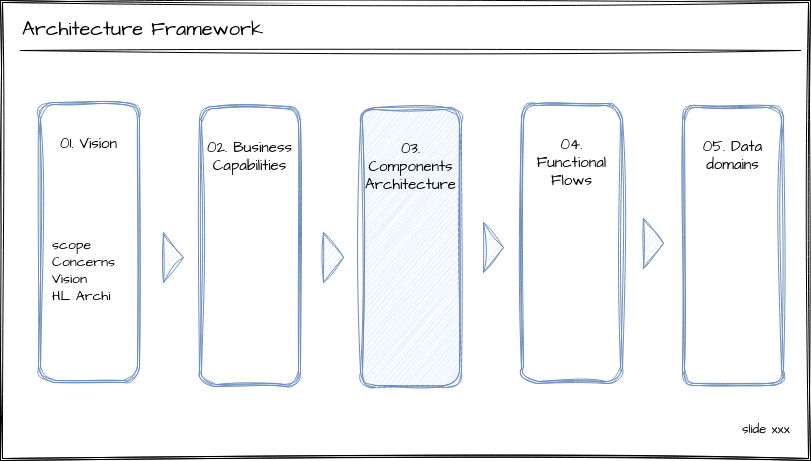 Architecture Framework
01. Vision
scope
Concerns
Vision
HL Archi
02. Business
Capabilities
03.
Components
Architecture
04.
Functional
Flows
05. Data
domains
slide xxx